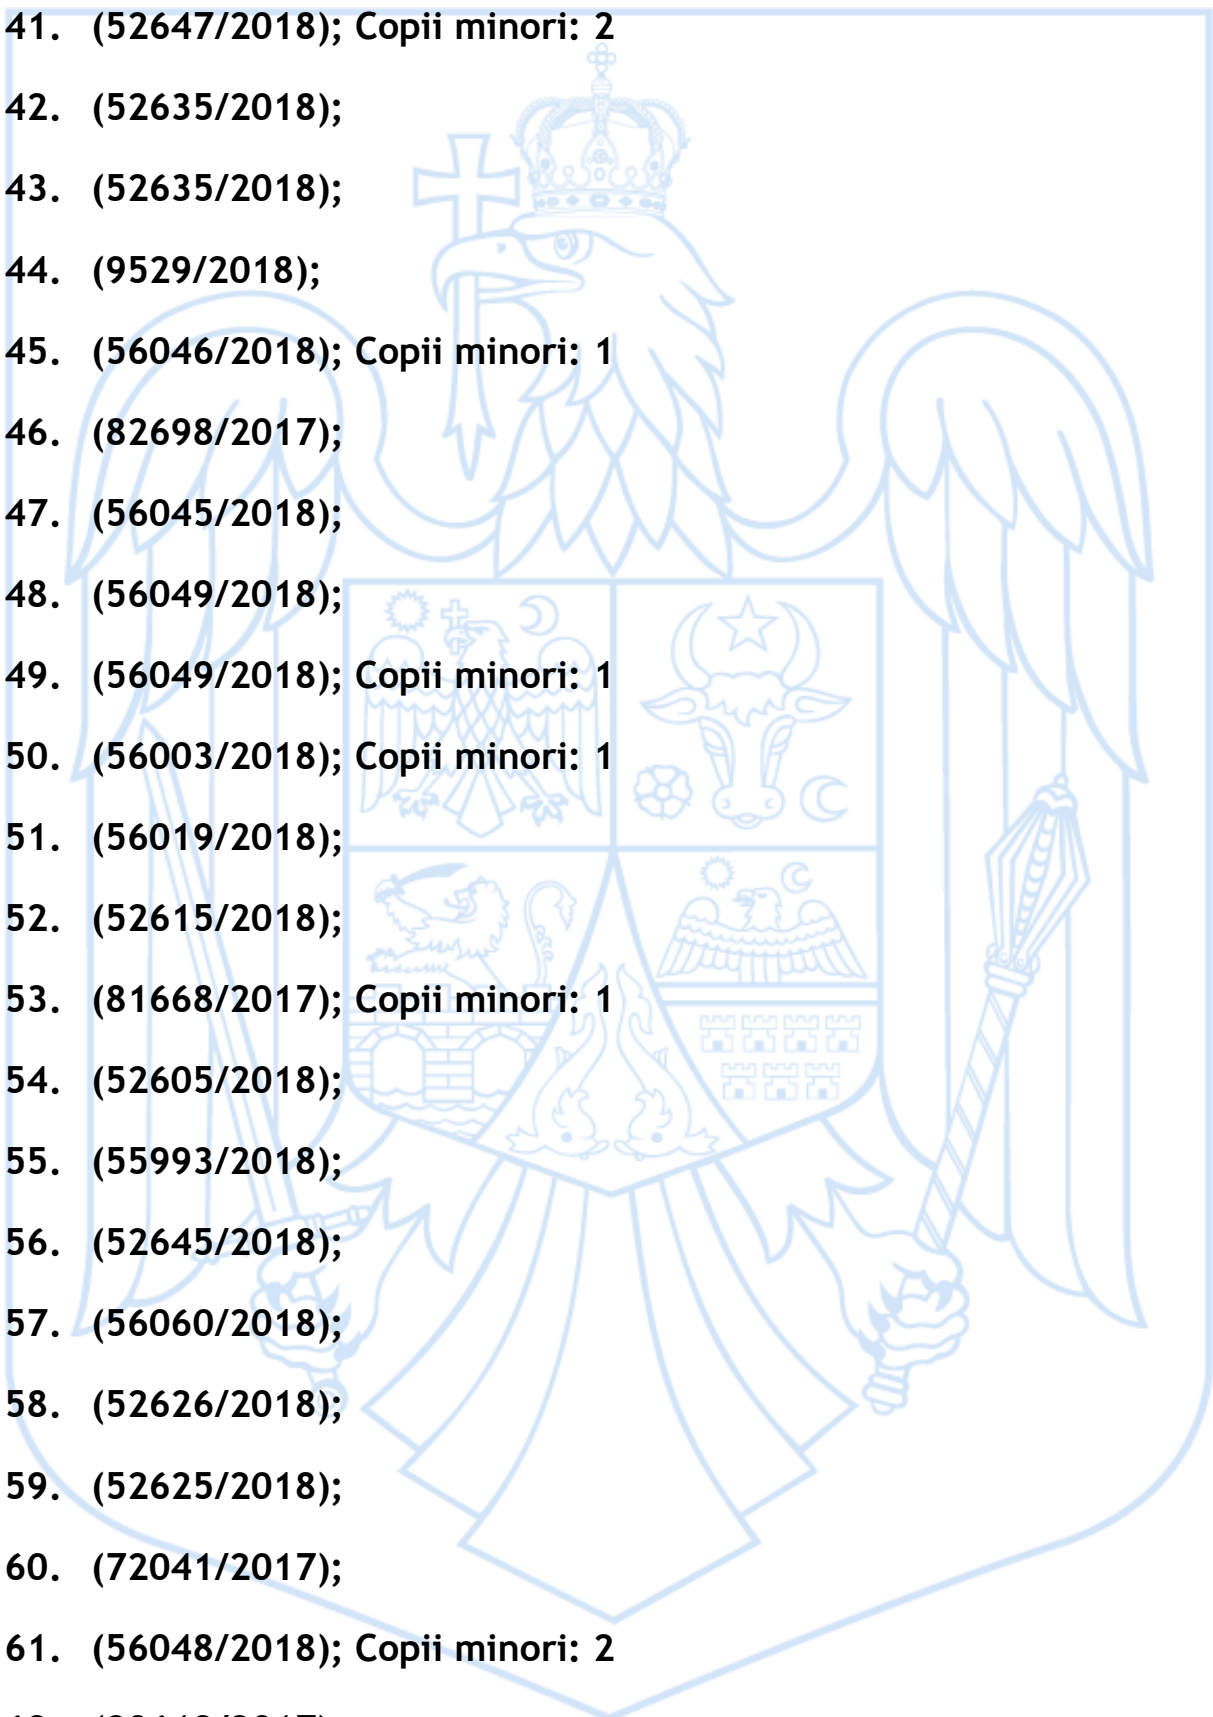 41. (52647/2018); Copii minori: 2
42. (52635/2018);
43. (52635/2018);
44. (9529/2018);
45. (56046/2018); Copii minori: 1
46. (82698/2017);
47. (56045/2018);
48. (56049/2018);
49. (56049/2018); Copii minori: 1
50. (56003/2018); Copii minori: 1
51. (56019/2018);
52. (52615/2018);
53. (81668/2017); Copii minori: 1
54. (52605/2018);
55. (55993/2018);
56. (52645/2018);
57. (56060/2018);
58. (52626/2018);
59. (52625/2018);
60. (72041/2017);
61. (56048/2018); Copii minori: 2